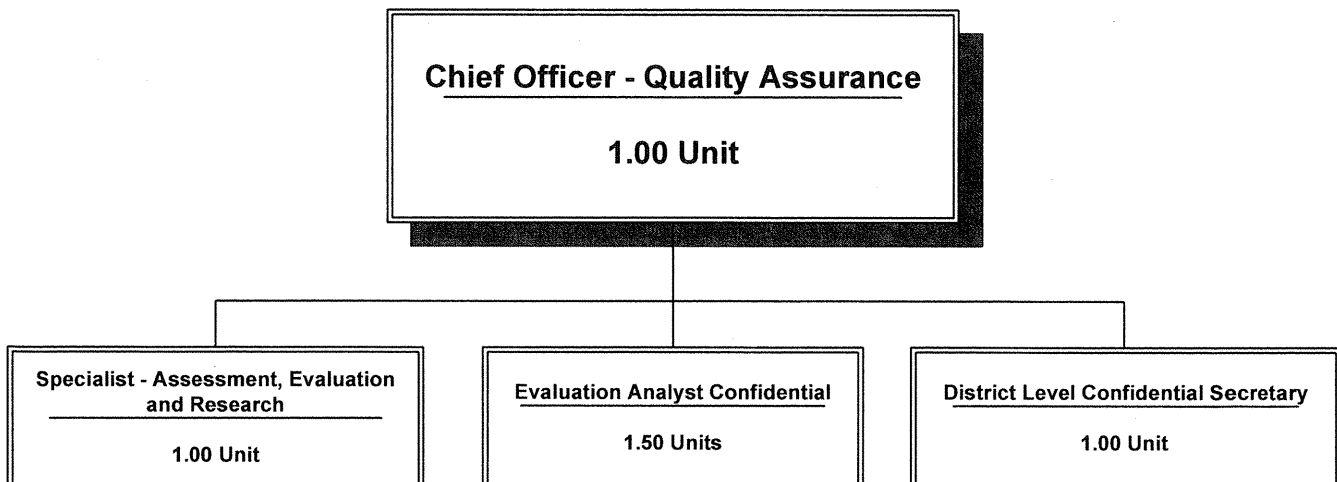 Chief Officer - Quality Assurance
1.00 Unit
Specialist - Assessment, Evaluation
and Research
1.00 Unit
Evaluation Analyst Confidential
1.50 Units
District Level Confidential Secretary
1.00 Unit